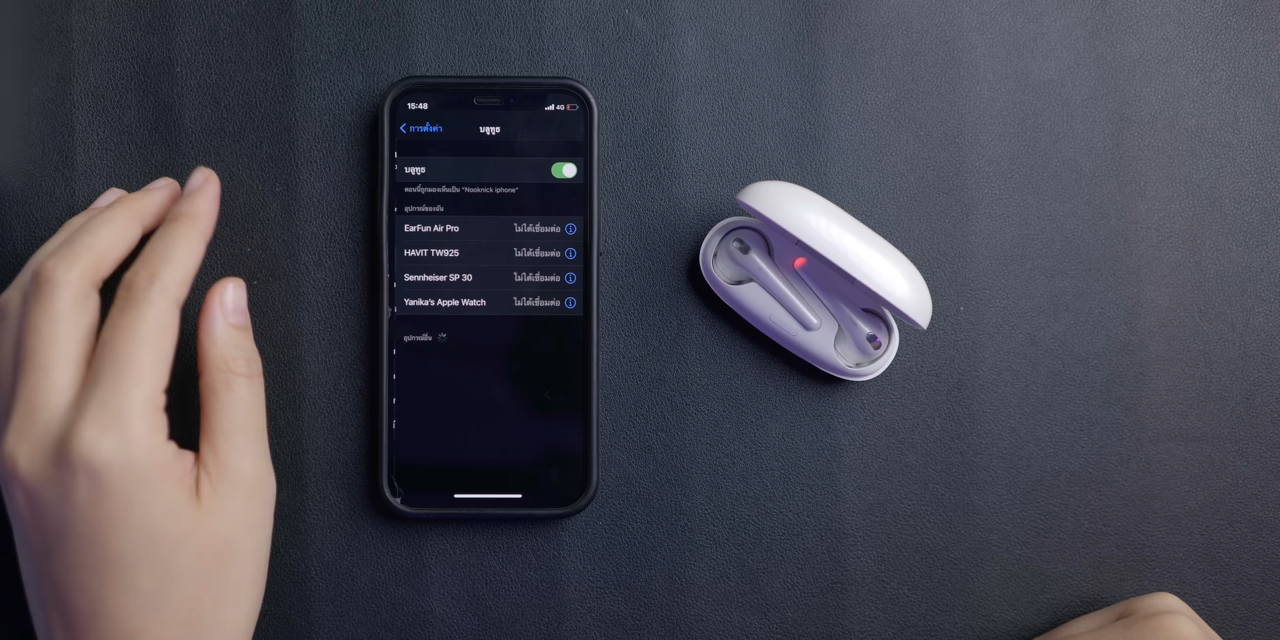 15:48 4G
การตั้งค่า บลูทูธ
บลูทูธ
ตอนนี้ถูกมองเห็นเป็น "Nooknick iphone"
อุปกรณ์ของฉัน
EarFun Air Pro ไม่ได้เชื่อมต่อ
HAVIT TW925 ไม่ได้เชื่อมต่อ
Sennheiser SP 30 ไม่ได้เชื่อมต่อ
Yanika's Apple Watch ไม่ได้เชื่อมต่อ
อุปกรณ์อื่น